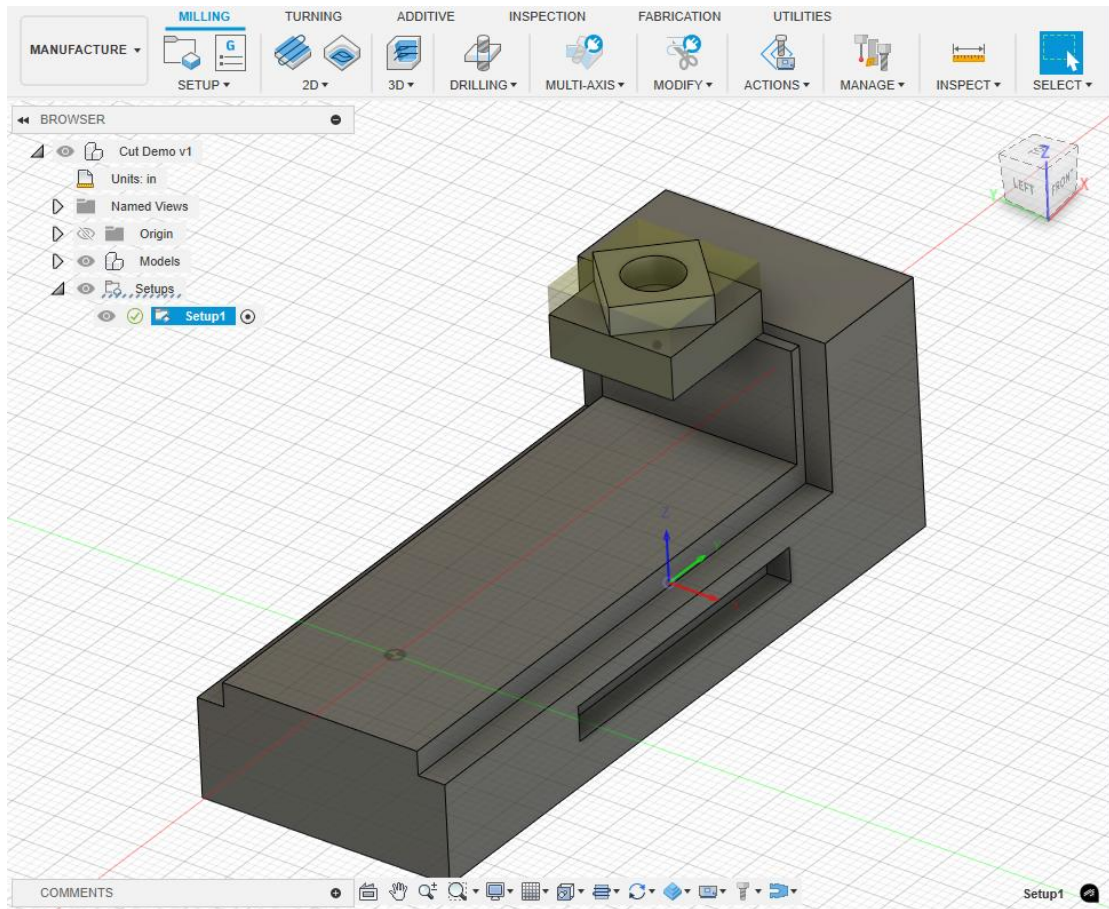 MILLING TURNING ADDITIVE INSPECTION FABRICATION UTILITIES
MANUFACTURE
G
SETUP 2D 3D DRILLING MULTI-AXIS MODIFY ACTIONS MANAGE INSPECT SELECT
BROWSER
Cut Demo v1
Units: in
Named Views
Origin
Models
Setups
Setup1
Z
LEFT FRONT
Y X
Z
COMMENTS
Setup1